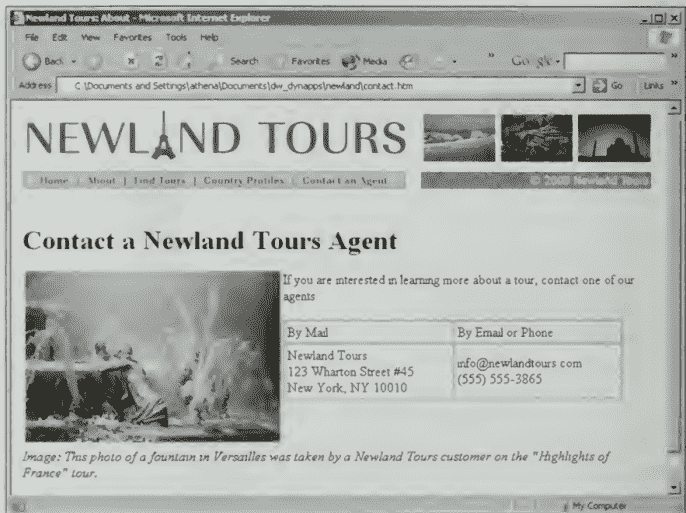 Newland Tours: About - Microsoft Internet Explorer
File Edit View Favorites Tools Help
Back Search Favorites Media Google
Address C:\Documents and Settings\athena\Documents\dw_dynapps\newland\contact.htm Go Links
NEWLAND TOURS
Home | About | Find Tours | Country Profiles | Contact an Agent
© 2003 Newland Tours
Contact a Newland Tours Agent
If you are interested in learning more about a tour, contact one of our
agents
By Mail By Email or Phone
Newland Tours
123 Wharton Street #45
New York, NY 10010
info@newlandtours.com
(555) 555-3865
Image: This photo of a fountain in Versailles was taken by a Newland Tours customer on the "Highlights of
France" tour.
My Computer